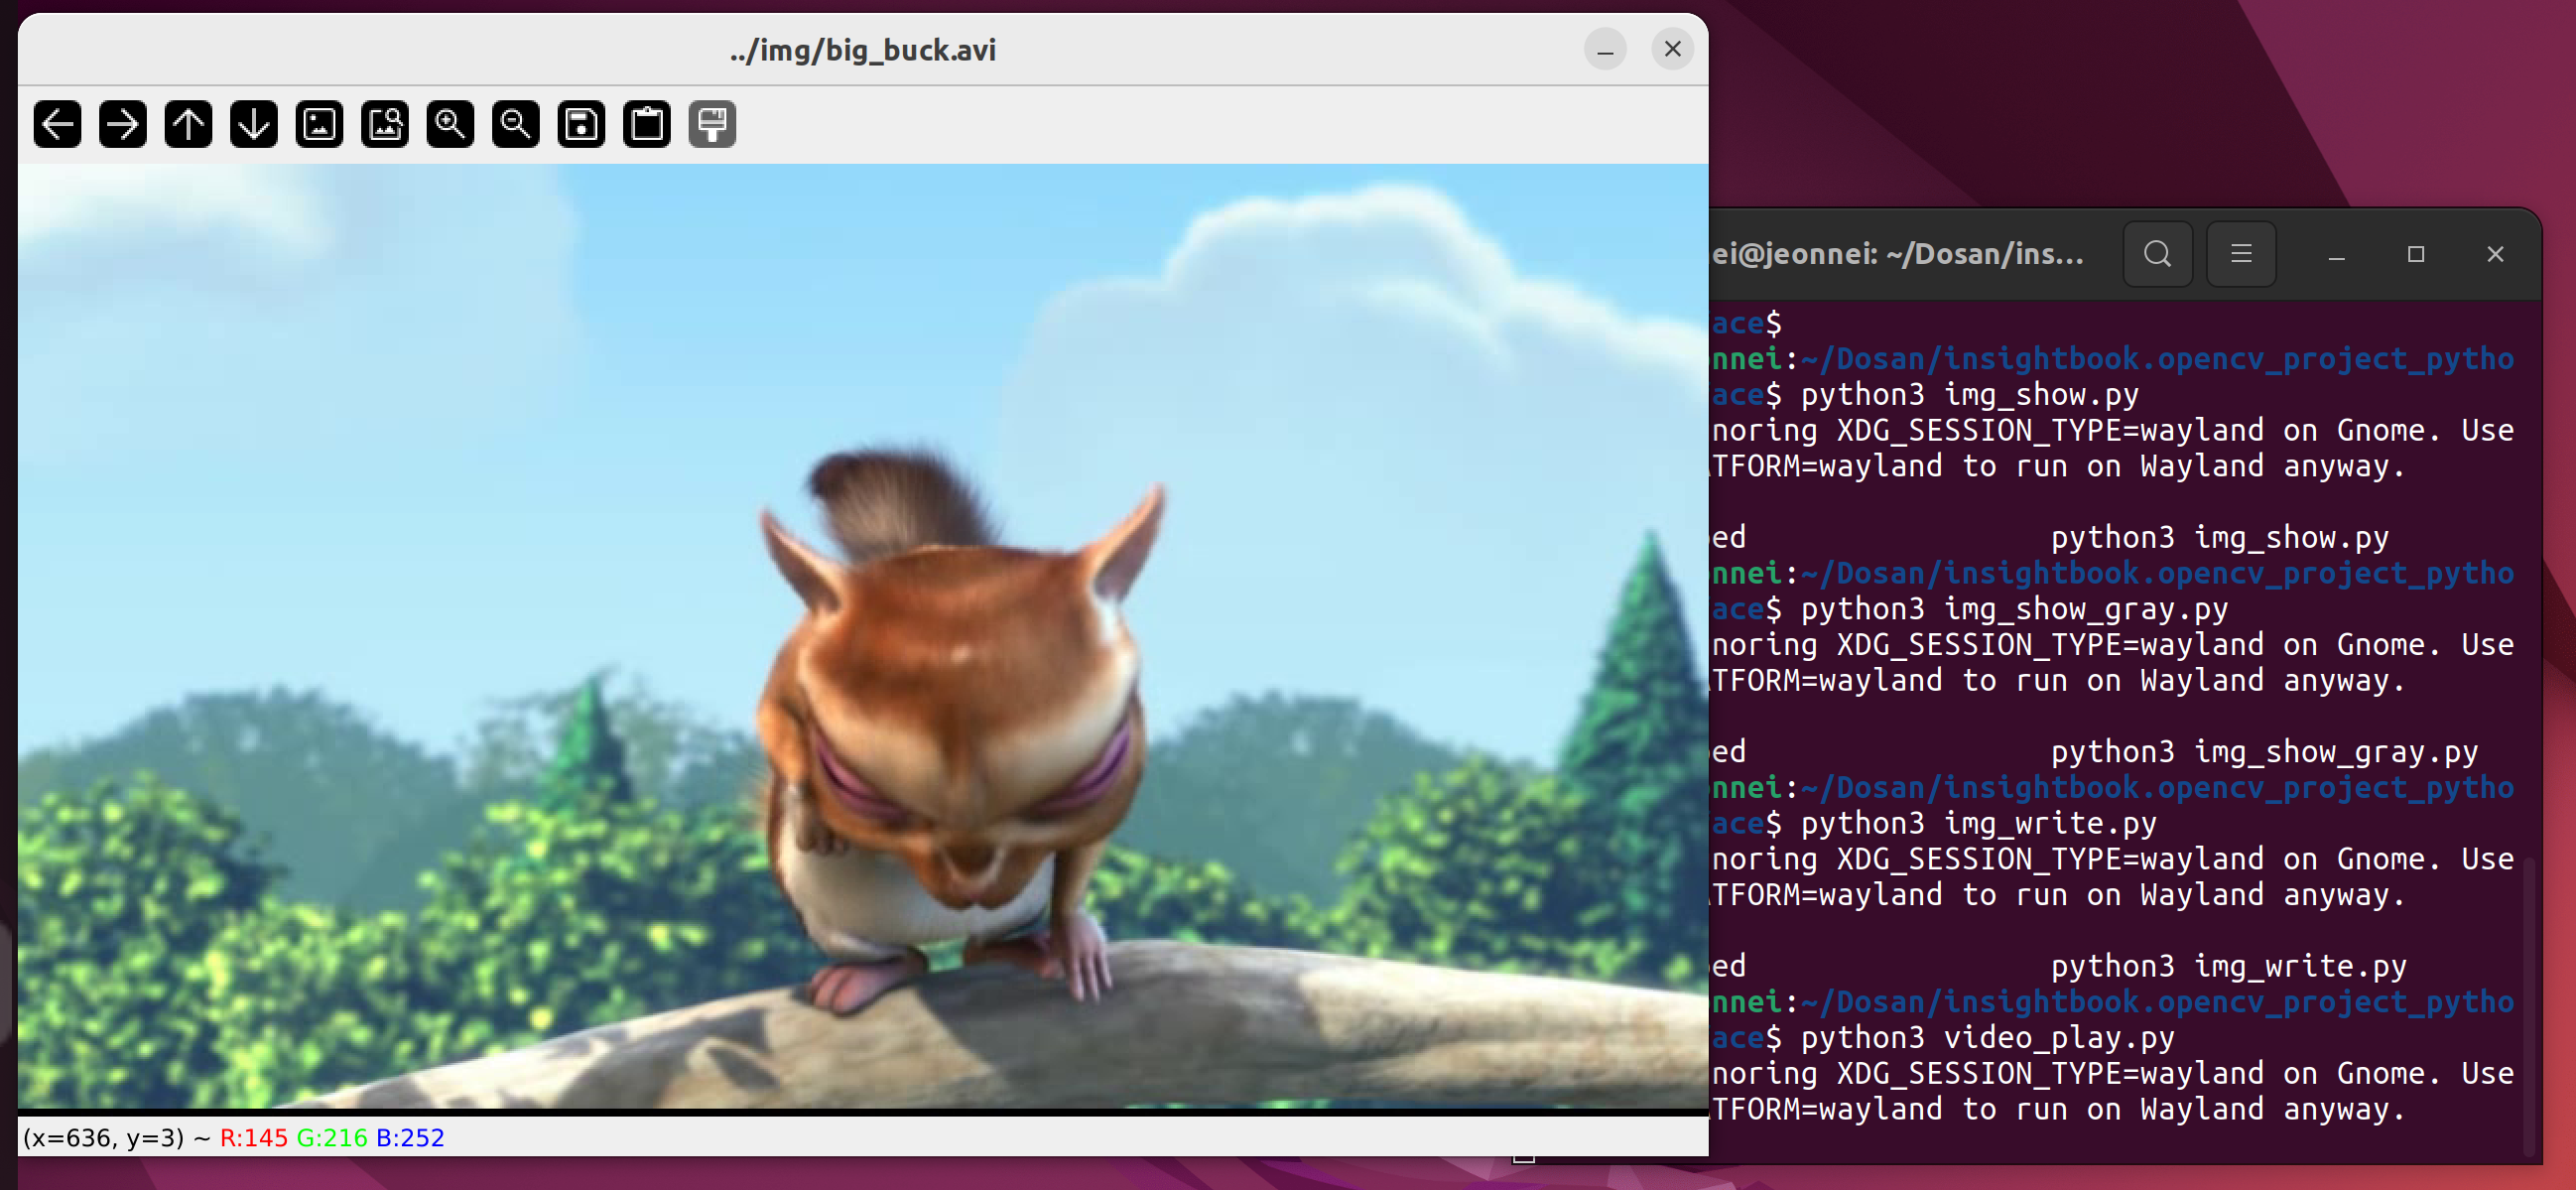 ../img/big_buck.avi
(x=636, y=3) ~ R:145 G:216 B:252
ei@jeonnei: ~/Dosan/ins...
ace$
nnei:~/Dosan/insightbook.opencv_project_pytho
ace$ python3 img_show.py
noring XDG_SESSION_TYPE=wayland on Gnome. Use
TFORM=wayland to run on Wayland anyway.
ed python3 img_show.py
nnei:~/Dosan/insightbook.opencv_project_pytho
ace$ python3 img_show_gray.py
noring XDG_SESSION_TYPE=wayland on Gnome. Use
TFORM=wayland to run on Wayland anyway.
ed python3 img_show_gray.py
nnei:~/Dosan/insightbook.opencv_project_pytho
ace$ python3 img_write.py
noring XDG_SESSION_TYPE=wayland on Gnome. Use
TFORM=wayland to run on Wayland anyway.
ed python3 img_write.py
nnei:~/Dosan/insightbook.opencv_project_pytho
ace$ python3 video_play.py
noring XDG_SESSION_TYPE=wayland on Gnome. Use
TFORM=wayland to run on Wayland anyway.